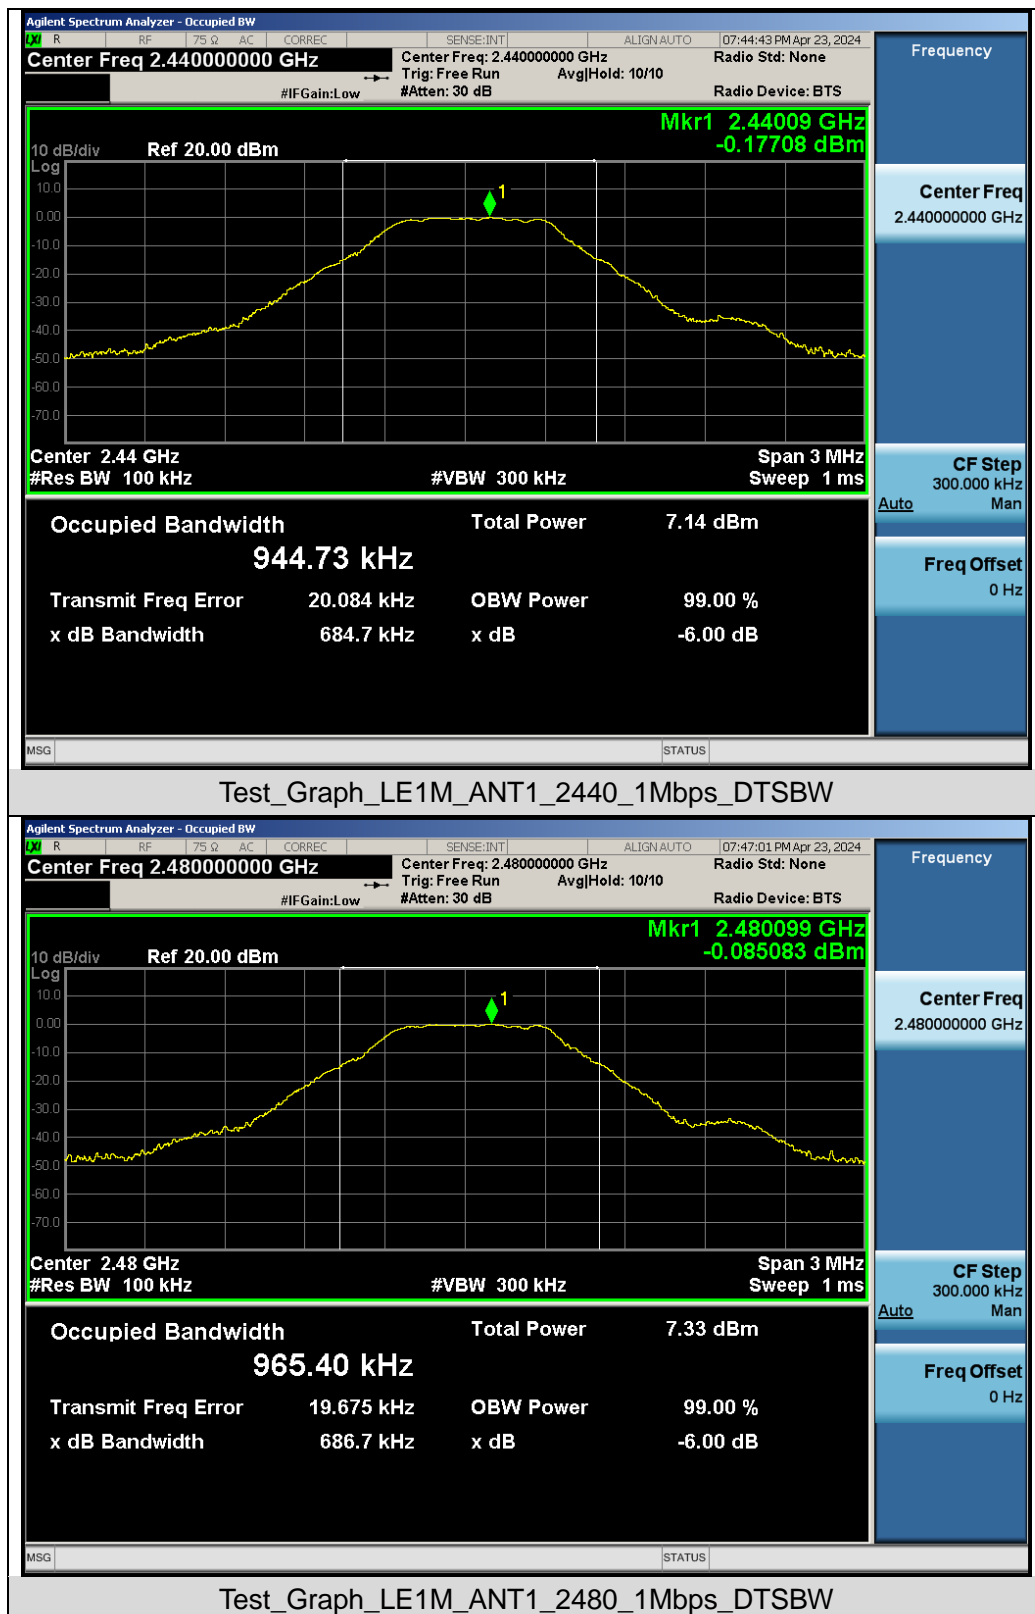 Agilent Spectrum Analyzer - Occupied BW
LXI R RF 75 Ω AC CORREC SENSE:INT ALIGN AUTO 07:44:43 PM Apr 23, 2024
Center Freq 2.440000000 GHz
Center Freq: 2.440000000 GHz
Radio Std: None
Trig: Free Run Avg|Hold: 10/10
#IFGain:Low
#Atten: 30 dB
Radio Device: BTS
Mkr1 2.44009 GHz
-0.17708 dBm
10 dB/div Ref 20.00 dBm
Log
10.0
1
0.00
-10.0
-20.0
-30.0
-40.0
-50.0
-60.0
-70.0
Center 2.44 GHz Span 3 MHz
#Res BW 100 kHz #VBW 300 kHz Sweep 1 ms
Occupied Bandwidth Total Power 7.14 dBm
944.73 kHz
Transmit Freq Error 20.084 kHz OBW Power 99.00 %
x dB Bandwidth 684.7 kHz x dB -6.00 dB
MSG STATUS
Frequency
Center Freq
2.440000000 GHz
CF Step
300.000 kHz
Auto Man
Freq Offset
0 Hz
Test_Graph_LE1M_ANT1_2440_1Mbps_DTSBW
Agilent Spectrum Analyzer - Occupied BW
LXI R RF 75 Ω AC CORREC SENSE:INT ALIGN AUTO 07:47:01 PM Apr 23, 2024
Center Freq 2.480000000 GHz
Center Freq: 2.480000000 GHz
Radio Std: None
Trig: Free Run Avg|Hold: 10/10
#IFGain:Low
#Atten: 30 dB
Radio Device: BTS
Mkr1 2.480099 GHz
-0.085083 dBm
10 dB/div Ref 20.00 dBm
Log
10.0
1
0.00
-10.0
-20.0
-30.0
-40.0
-50.0
-60.0
-70.0
Center 2.48 GHz Span 3 MHz
#Res BW 100 kHz #VBW 300 kHz Sweep 1 ms
Occupied Bandwidth Total Power 7.33 dBm
965.40 kHz
Transmit Freq Error 19.675 kHz OBW Power 99.00 %
x dB Bandwidth 686.7 kHz x dB -6.00 dB
MSG STATUS
Frequency
Center Freq
2.480000000 GHz
CF Step
300.000 kHz
Auto Man
Freq Offset
0 Hz
Test_Graph_LE1M_ANT1_2480_1Mbps_DTSBW